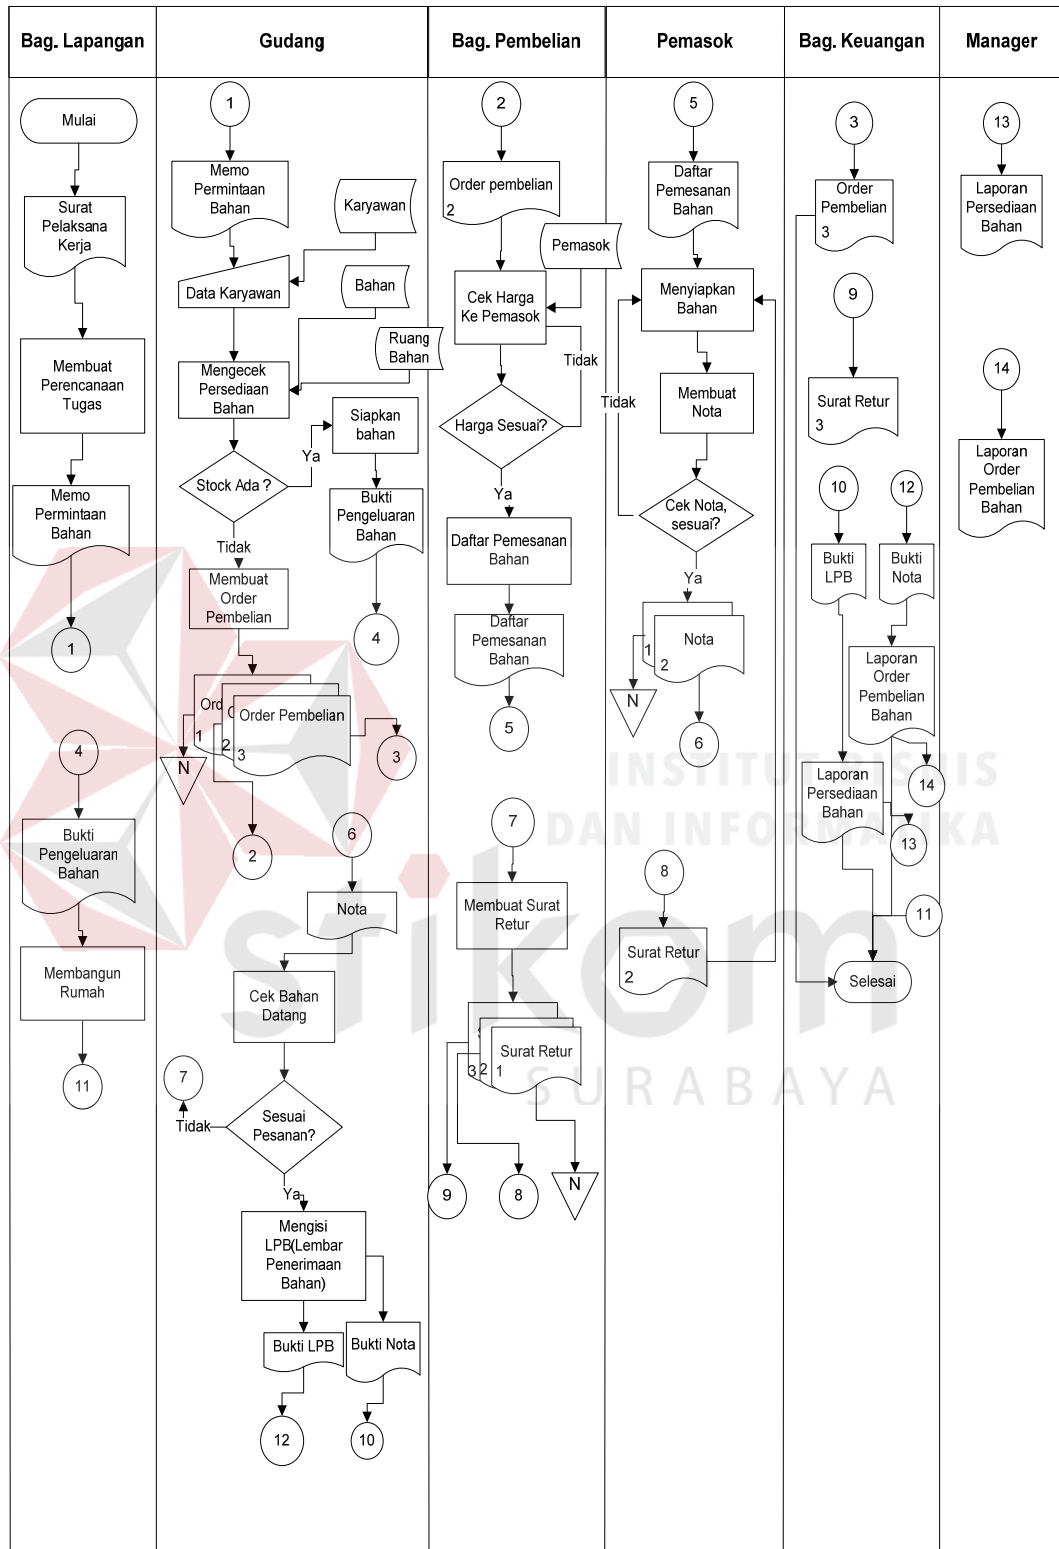 Bag. Lapangan
Gudang
Bag. Pembelian
Pemasok
Bag. Keuangan
Manager
Mulai
Surat
Pelaksana
Kerja
Membuat
Perencanaan
Tugas
Memo
Permintaan
Bahan
1
4
Bukti
Pengeluaran
Bahan
Membangun
Rumah
11
1
Memo
Permintaan
Bahan
Karyawan
Data Karyawan
Bahan
Ruang
Bahan
Mengecek
Persediaan
Bahan
Siapkan
bahan
Ya
Stock Ada ?
Bukti
Pengeluaran
Bahan
Tidak
Membuat
Order
Pembelian
4
Ord
1
2
Order Pembelian
3
N
3
2
6
Nota
Cek Bahan
Datang
7
Tidak
Sesuai
Pesanan?
Ya
Mengisi
LPB(Lembar
Penerimaan
Bahan)
Bukti LPB
Bukti Nota
12
10
2
Order pembelian
2
Pemasok
Cek Harga
Ke Pemasok
Tidak
Harga Sesuai?
Ya
Daftar Pemesanan
Bahan
Daftar
Pemesanan
Bahan
5
7
Membuat Surat
Retur
3
2
Surat Retur
1
9
8
N
5
Daftar
Pemesanan
Bahan
Menyiapkan
Bahan
Membuat
Nota
Tidak
Cek Nota,
sesuai?
Ya
1
Nota
2
N
6
8
Surat Retur
2
3
Order
Pembelian
3
9
Surat Retur
3
10
12
Bukti
LPB
Bukti
Nota
Laporan
Order
Pembelian
Bahan
Laporan
Persediaan
Bahan
14
13
11
Selesai
13
Laporan
Persediaan
Bahan
14
Laporan
Order
Pembelian
Bahan
INSTITUT BISNIS
DAN INFORMATIKA
stikom
SURABAYA